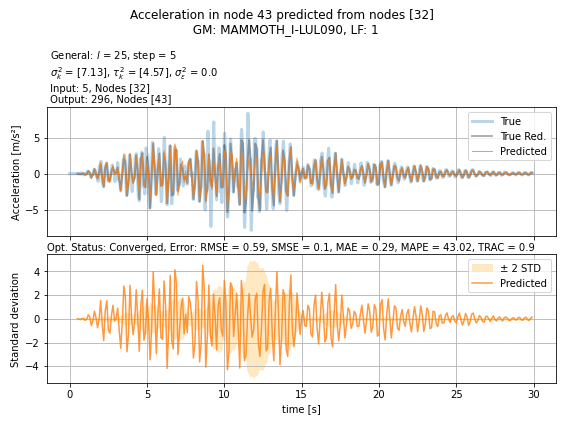 Acceleration in node 43 predicted from nodes [32]
GM: MAMMOTH_I-LUL090, LF: 1
General: l = 25, step = 5
σ²ₖ = [7.13], τ²ₖ = [4.57], σ²ε = 0.0
Input: 5, Nodes [32]
Output: 296, Nodes [43]
True
True Red.
Predicted
Acceleration [m/s²]
5
0
−5
Opt. Status: Converged, Error: RMSE = 0.59, SMSE = 0.1, MAE = 0.29, MAPE = 43.02, TRAC = 0.9
± 2 STD
Predicted
Standard deviation
4
2
0
−2
−4
0 5 10 15 20 25 30
time [s]